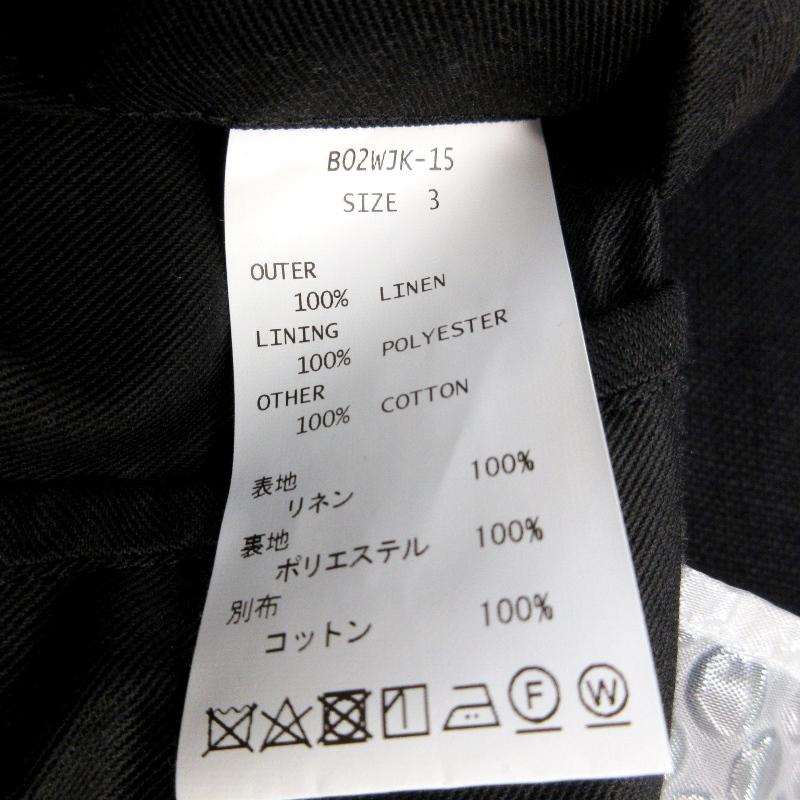 B02WJK-15
SIZE 3
OUTER
100% LINEN
LINING
100% POLYESTER
OTHER
100% COTTON
表地
リネン 100%
裏地
ポリエステル 100%
別布
コットン 100%
F W